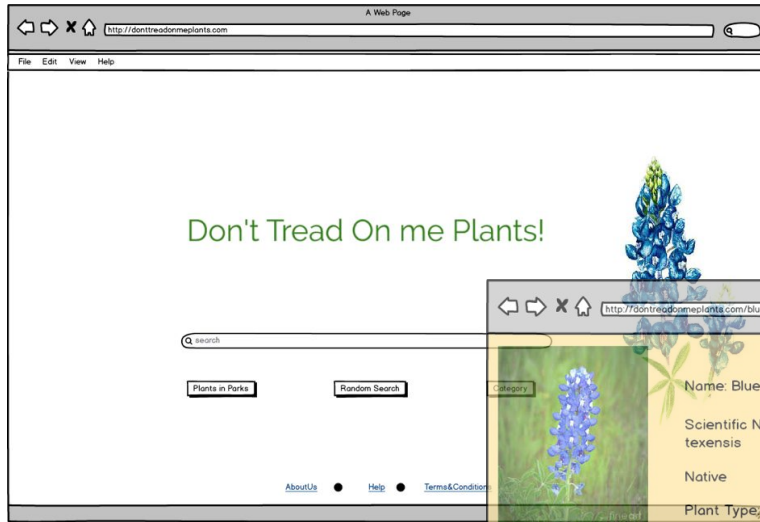 A Web Page
http://donttreadonmeplants.com
File Edit View Help
Don't Tread On me Plants!
http://dontreadonmeplants.com/blu
search
Plants in Parks Random Search Category
Name: Blue
Scientific N
texensis
Native
Plant Type:
AboutUs Help Terms&Condition